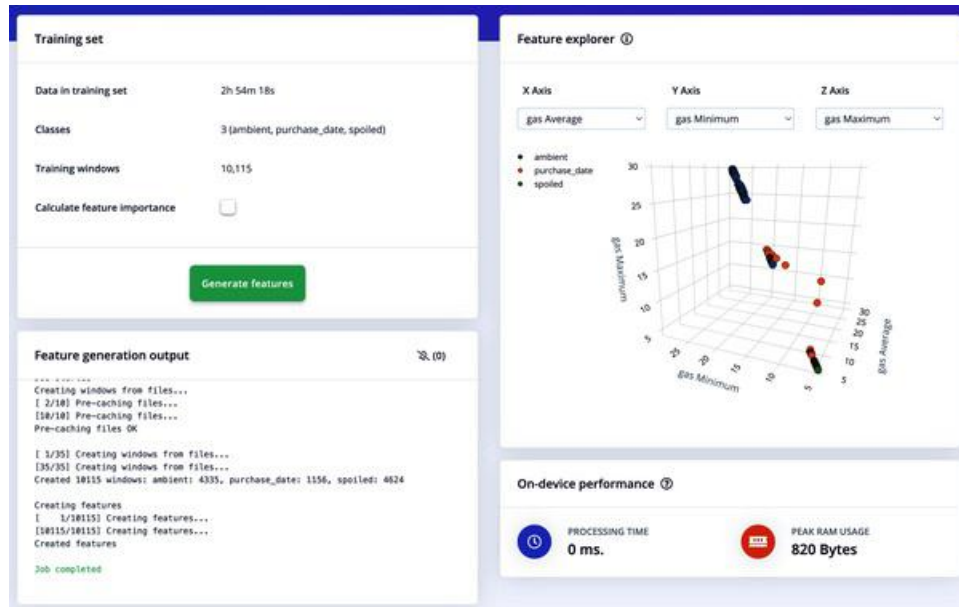 Training set
Data in training set 2h 54m 18s
Classes 3 (ambient, purchase_date, spoiled)
Training windows 10,115
Calculate feature importance
Generate features
Feature generation output (0)
Creating windows from files...
[ 2/10] Pre-caching files...
[10/10] Pre-caching files...
Pre-caching files OK
[ 1/35] Creating windows from files...
[35/35] Creating windows from files...
Created 10115 windows: ambient: 4335, purchase_date: 1156, spoiled: 4624
Creating features
[ 1/10115] Creating features...
[10115/10115] Creating features...
Created features
Job completed
Feature explorer
X Axis Y Axis Z Axis
gas Average gas Minimum gas Maximum
ambient
purchase_date
spoiled
30
25
20
15
10
5
gas Maximum
25
20
15
10
5
gas Minimum
30
25
20
15
10
5
gas Average
On-device performance
PROCESSING TIME
0 ms.
PEAK RAM USAGE
820 Bytes